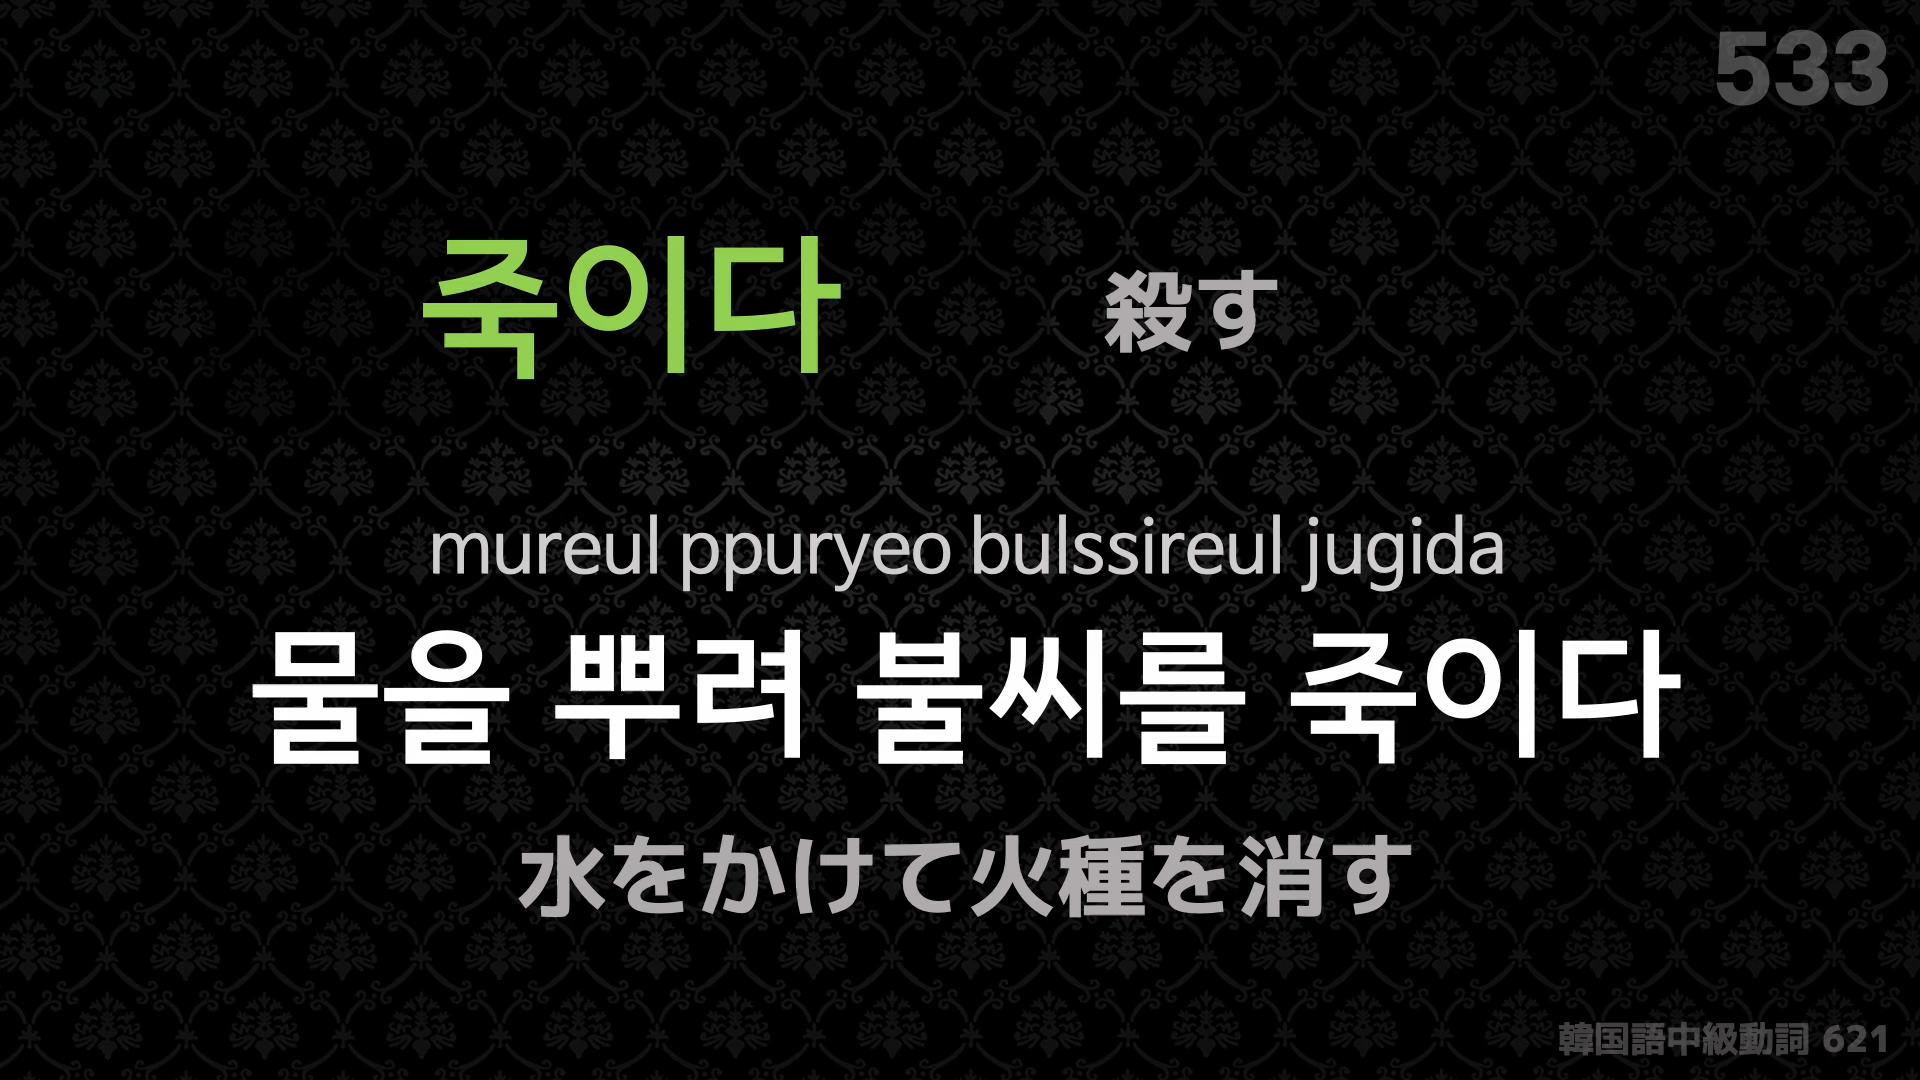 533
죽이다 殺す
mureul ppuryeo bulssireul jugida
물을 뿌려 불씨를 죽이다
水をかけて火種を消す
韓国語中級動詞 621